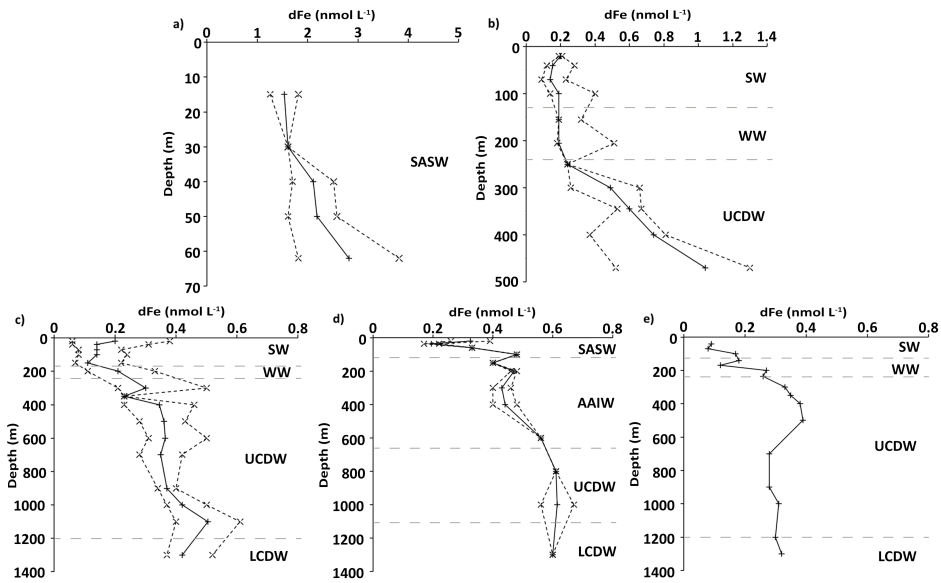 a)
dFe (nmol L⁻¹)
0 1 2 3 4 5
Depth (m)
0
10
20
30
40
50
60
70
SASW
b)
dFe (nmol L⁻¹)
0 0.2 0.4 0.6 0.8 1 1.2 1.4
Depth (m)
0
100
200
300
400
500
SW
WW
UCDW
c)
dFe (nmol L⁻¹)
0 0.2 0.4 0.6 0.8
Depth (m)
0
200
400
600
800
1000
1200
1400
SW
WW
UCDW
LCDW
d)
dFe (nmol L⁻¹)
0 0.2 0.4 0.6 0.8
Depth (m)
0
200
400
600
800
1000
1200
1400
SASW
AAIW
UCDW
LCDW
e)
dFe (nmol L⁻¹)
0 0.2 0.4 0.6 0.8
Depth (m)
0
200
400
600
800
1000
1200
1400
SW
WW
UCDW
LCDW